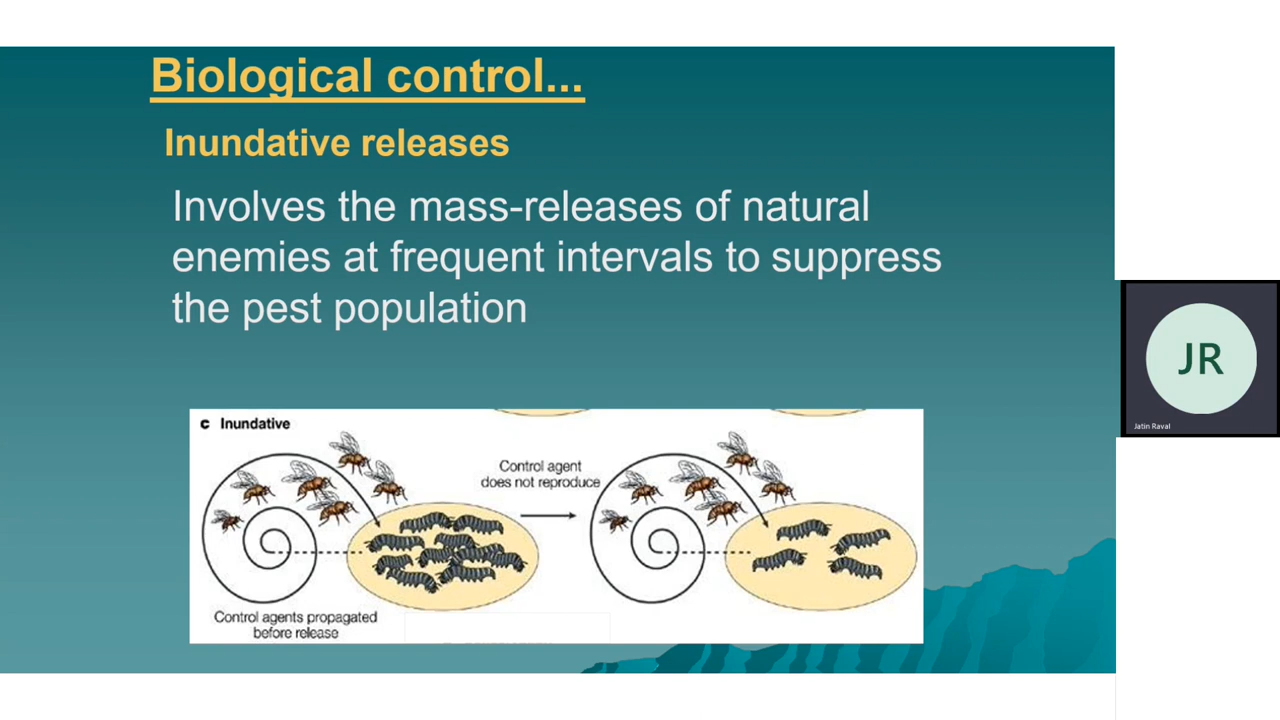 Biological control...
Inundative releases
Involves the mass-releases of natural
enemies at frequent intervals to suppress
the pest population
c Inundative
Control agent
does not reproduce
Control agents propagated
before release
JR
Jatin Raval